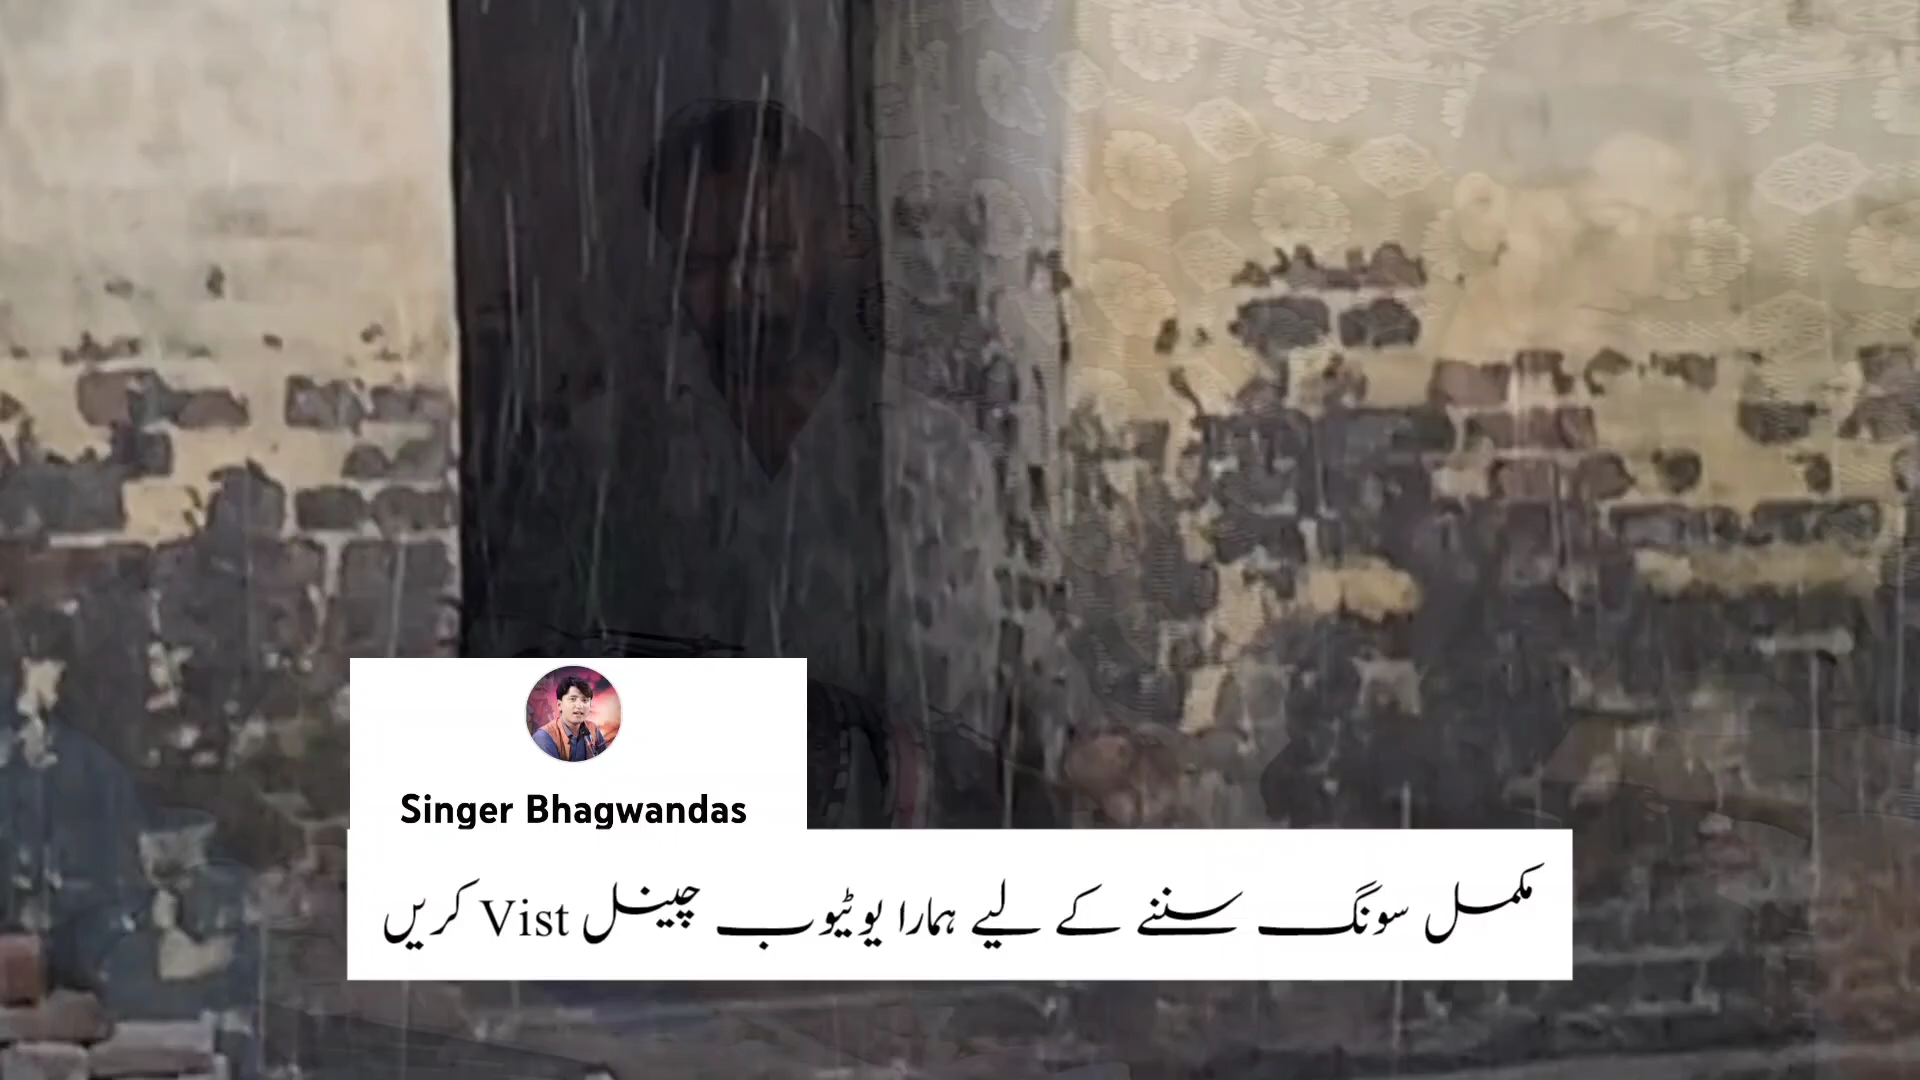 Singer Bhagwandas
مکمل سونگ سننے کے لیے ہمارا یوٹیوب چینل Vist کریں